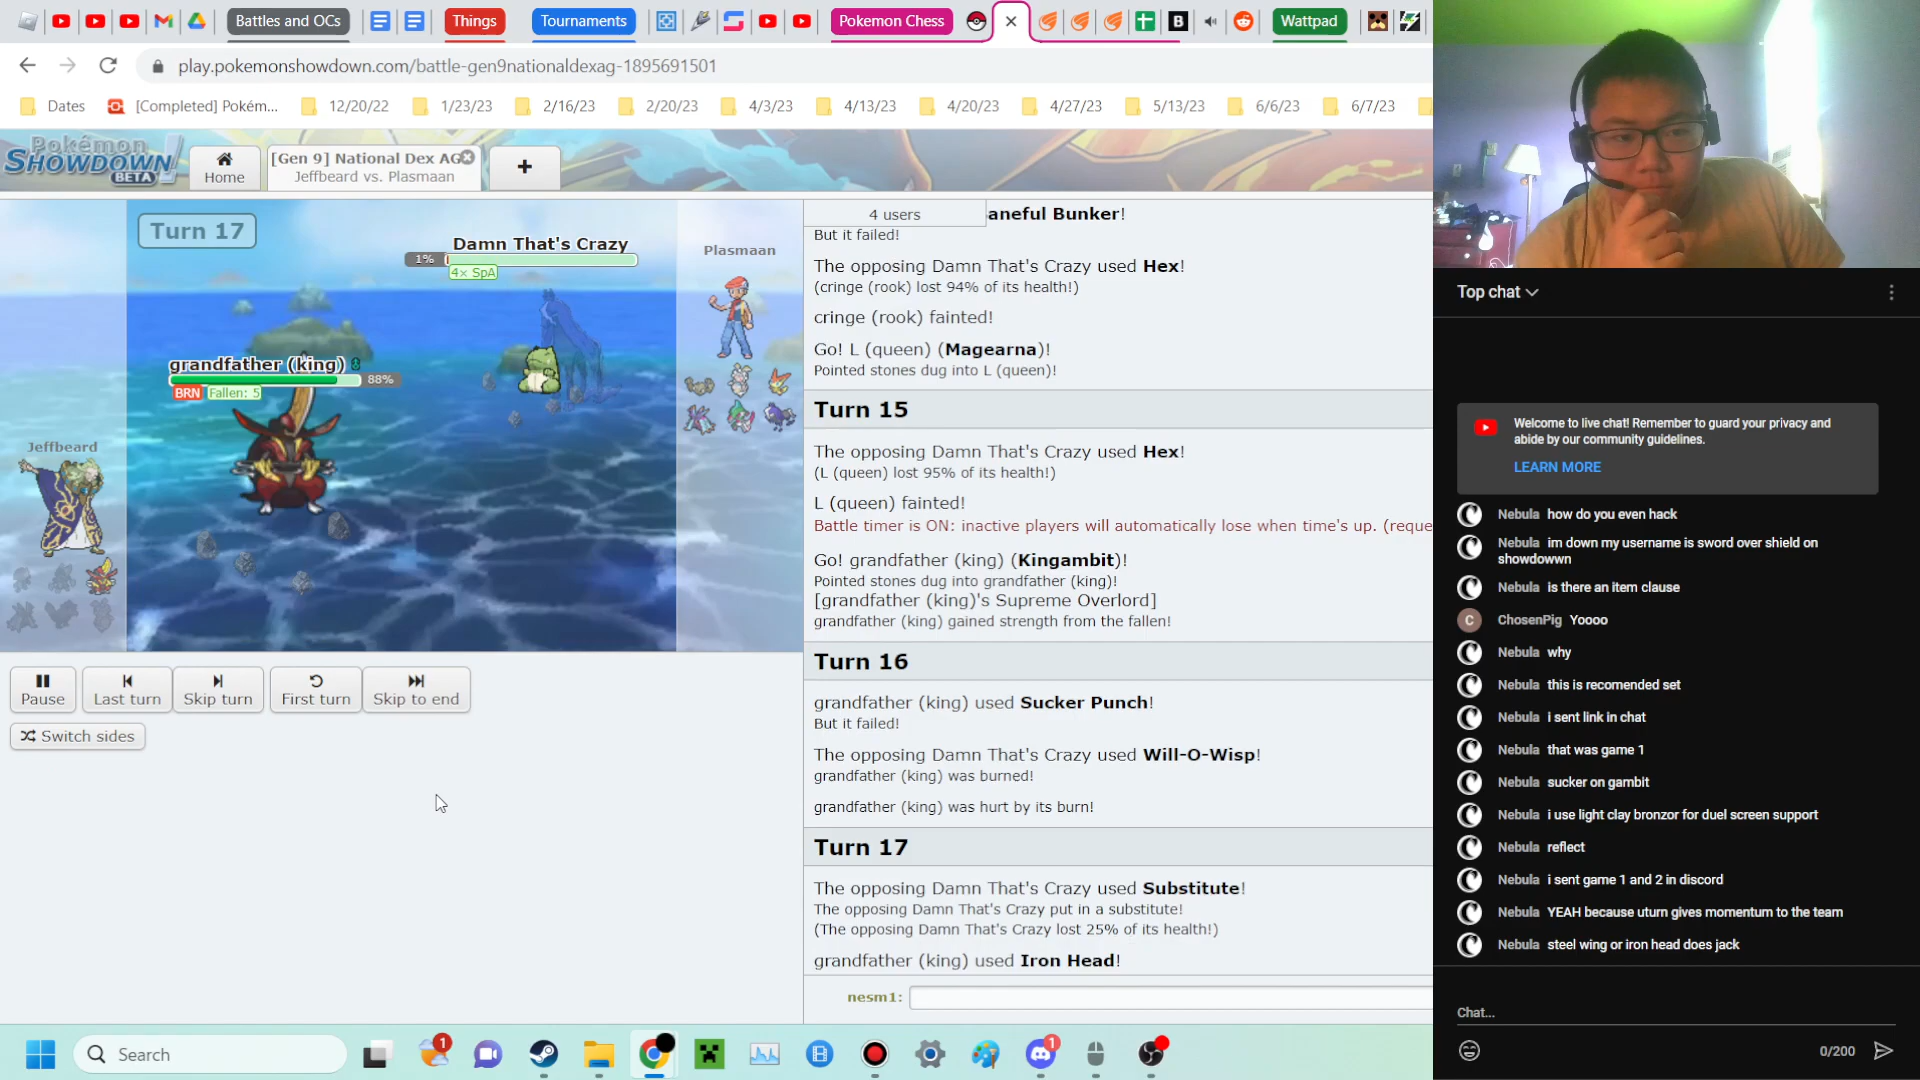 Battles and OCs
Things
Tournaments
Pokemon Chess
Wattpad
play.pokemonshowdown.com/battle-gen9nationaldexag-1895691501
Dates
[Completed] Pokém...
12/20/22
1/23/23
2/16/23
2/20/23
4/3/23
4/13/23
4/20/23
4/27/23
5/13/23
6/6/23
6/7/23
Pokémon
SHOWDOWN!
BETA
Home
[Gen 9] National Dex AG
Jeffbeard vs. Plasmaan
+
Turn 17
Damn That's Crazy
1%
4× SpA
Plasmaan
grandfather (king)
88%
BRN
Fallen: 5
Jeffbeard
Pause
Last turn
Skip turn
First turn
Skip to end
Switch sides
4 users
aneful Bunker!
But it failed!
The opposing Damn That's Crazy used Hex!
(cringe (rook) lost 94% of its health!)
cringe (rook) fainted!
Go! L (queen) (Magearna)!
Pointed stones dug into L (queen)!
Turn 15
The opposing Damn That's Crazy used Hex!
(L (queen) lost 95% of its health!)
L (queen) fainted!
Battle timer is ON: inactive players will automatically lose when time's up. (reque
Go! grandfather (king) (Kingambit)!
Pointed stones dug into grandfather (king)!
[grandfather (king)'s Supreme Overlord]
grandfather (king) gained strength from the fallen!
Turn 16
grandfather (king) used Sucker Punch!
But it failed!
The opposing Damn That's Crazy used Will-O-Wisp!
grandfather (king) was burned!
grandfather (king) was hurt by its burn!
Turn 17
The opposing Damn That's Crazy used Substitute!
The opposing Damn That's Crazy put in a substitute!
(The opposing Damn That's Crazy lost 25% of its health!)
grandfather (king) used Iron Head!
nesm1:
Top chat
Welcome to live chat! Remember to guard your privacy and
abide by our community guidelines.
LEARN MORE
Nebula how do you even hack
Nebula im down my username is sword over shield on
showdowwn
Nebula is there an item clause
C ChosenPig Yoooo
Nebula why
Nebula this is recomended set
Nebula i sent link in chat
Nebula that was game 1
Nebula sucker on gambit
Nebula i use light clay bronzor for duel screen support
Nebula reflect
Nebula i sent game 1 and 2 in discord
Nebula YEAH because uturn gives momentum to the team
Nebula steel wing or iron head does jack
Chat...
0/200
Search
1
1